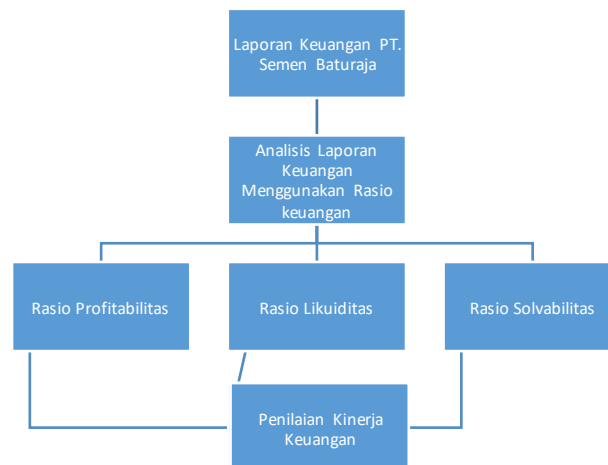 Laporan Keuangan PT.
Semen Baturaja
Analisis Laporan
Keuangan
Menggunakan Rasio
keuangan
Rasio Profitabilitas
Rasio Likuiditas
Rasio Solvabilitas
Penilaian Kinerja
Keuangan